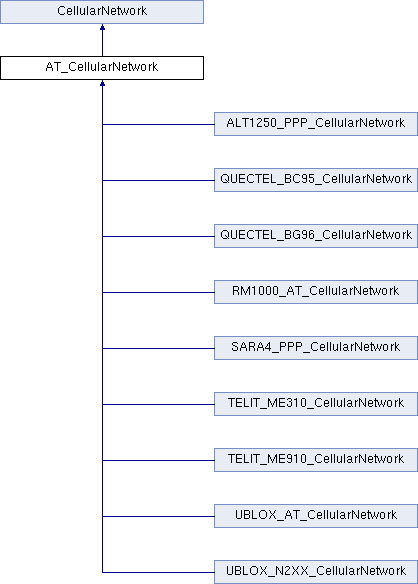 CellularNetwork
AT_CellularNetwork
ALT1250_PPP_CellularNetwork
QUECTEL_BC95_CellularNetwork
QUECTEL_BG96_CellularNetwork
RM1000_AT_CellularNetwork
SARA4_PPP_CellularNetwork
TELIT_ME310_CellularNetwork
TELIT_ME910_CellularNetwork
UBLOX_AT_CellularNetwork
UBLOX_N2XX_CellularNetwork